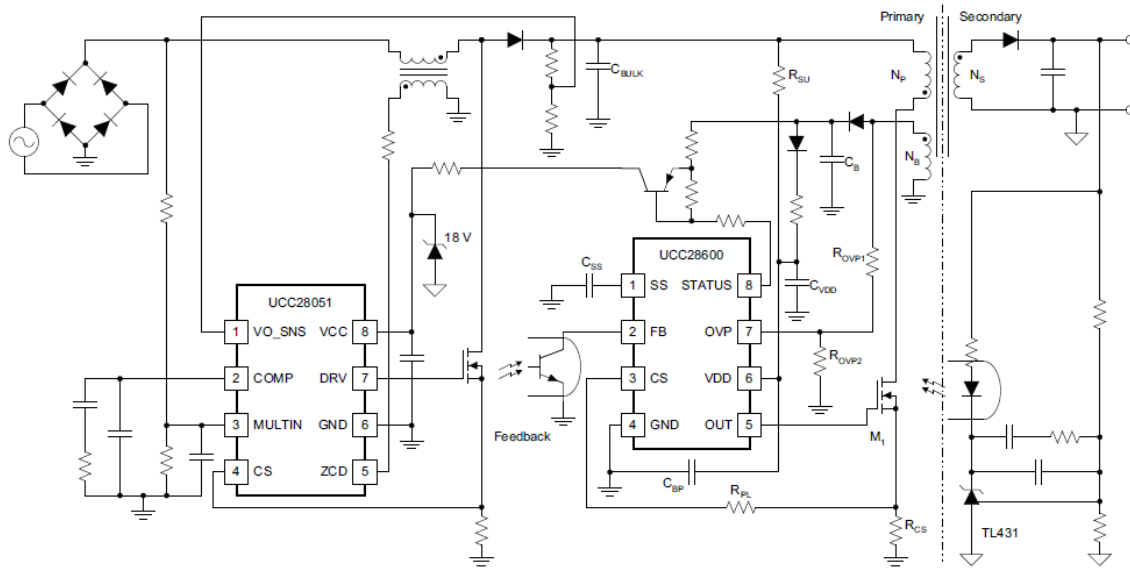 Primary
Secondary
CBULK
RSU
NP
NS
CB
NB
18 V
UCC28600
ROVP1
CSS
CVDD
1 SS STATUS 8
UCC28051
1 VO_SNS VCC 8
2 FB OVP 7
ROVP2
2 COMP DRV 7
3 CS VDD 6
3 MULTIN GND 6
4 GND OUT 5
Feedback
M1
4 CS ZCD 5
CBP
RPL
RCS
TL431